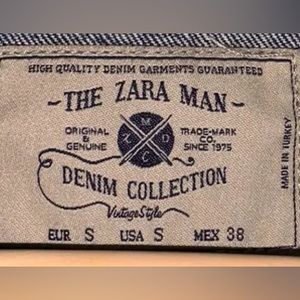 HIGH QUALITY DENIM GARMENTS GUARANTEED
- THE ZARA MAN -
ORIGINAL & GENUINE
M
Z D
C
TRADE-MARK CO. SINCE 1975
DENIM COLLECTION
Vintage Style
EUR S USA S MEX 38
MADE IN TURKEY